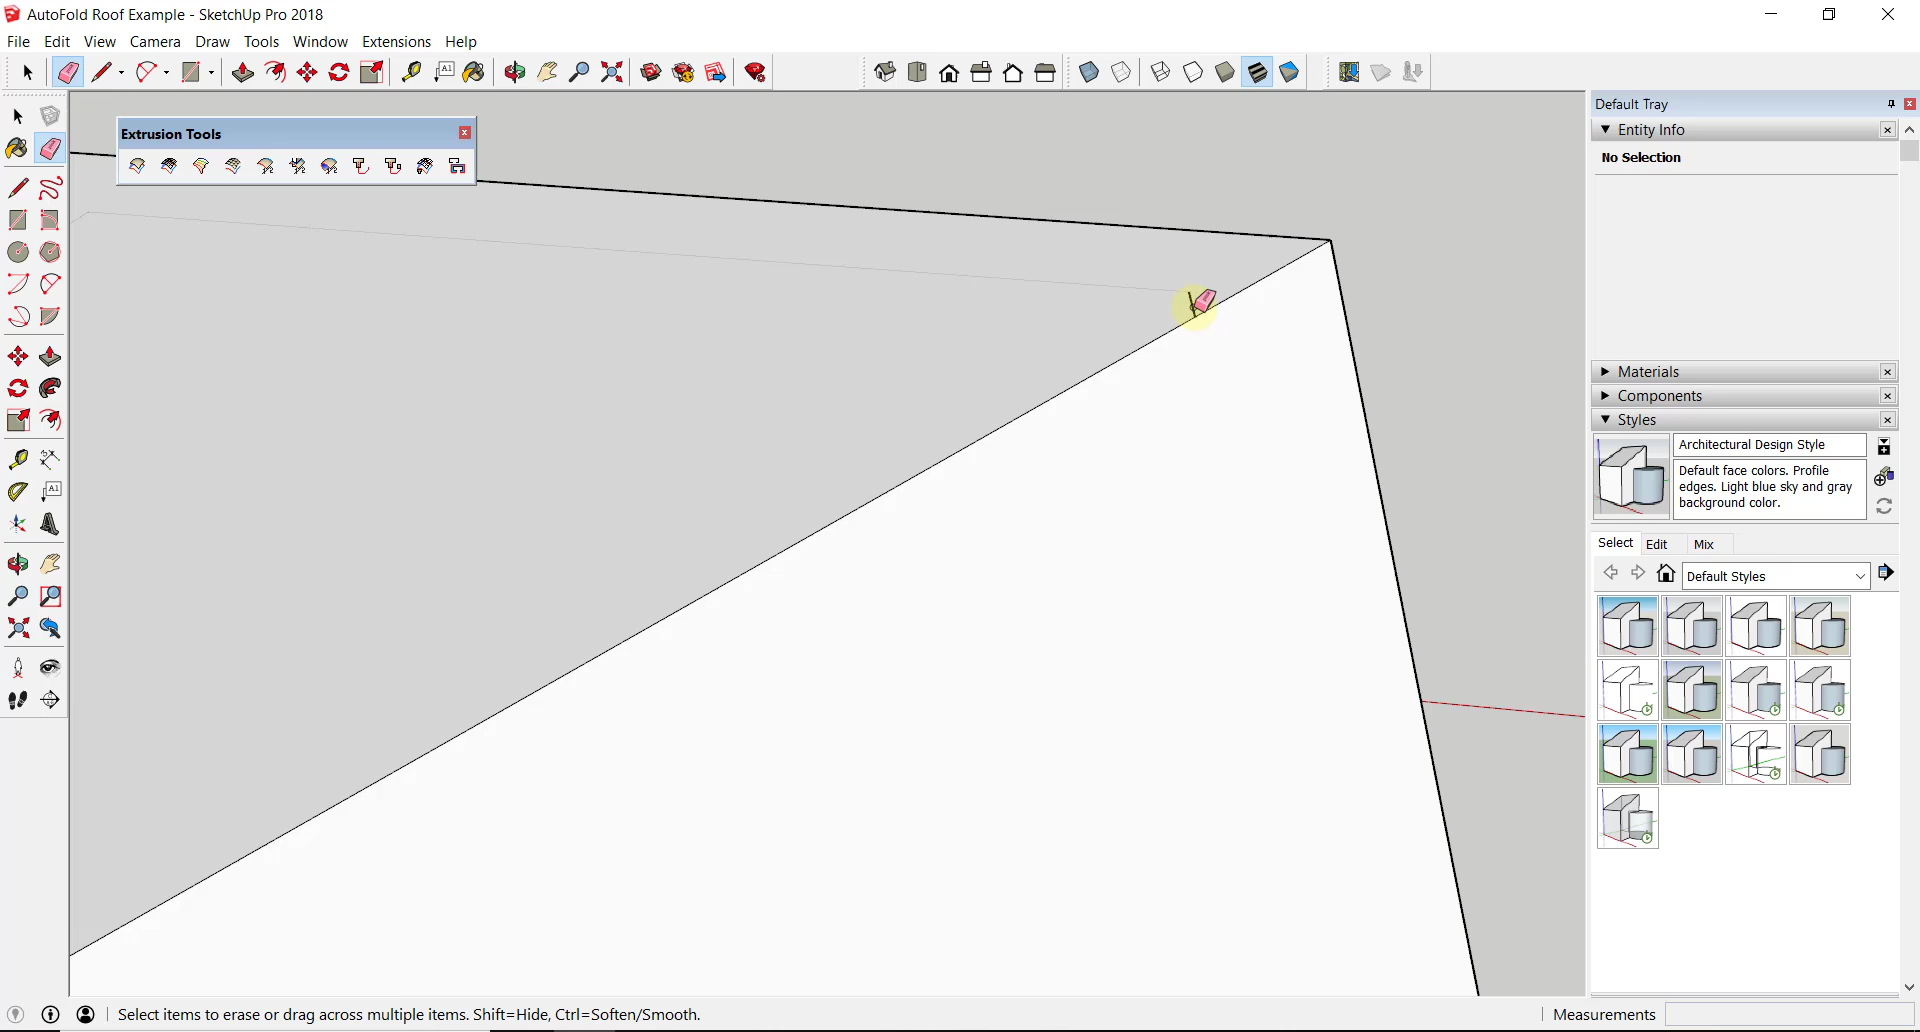 AutoFold Roof Example - SketchUp Pro 2018
File Edit View Camera Draw Tools Window Extensions Help
A1
Default Tray
Entity Info
No Selection
Extrusion Tools
Materials
Components
Styles
Architectural Design Style
Default face colors. Profile
edges. Light blue sky and gray
background color.
A1
Select Edit Mix
Default Styles
Select items to erase or drag across multiple items. Shift=Hide, Ctrl=Soften/Smooth.
Measurements